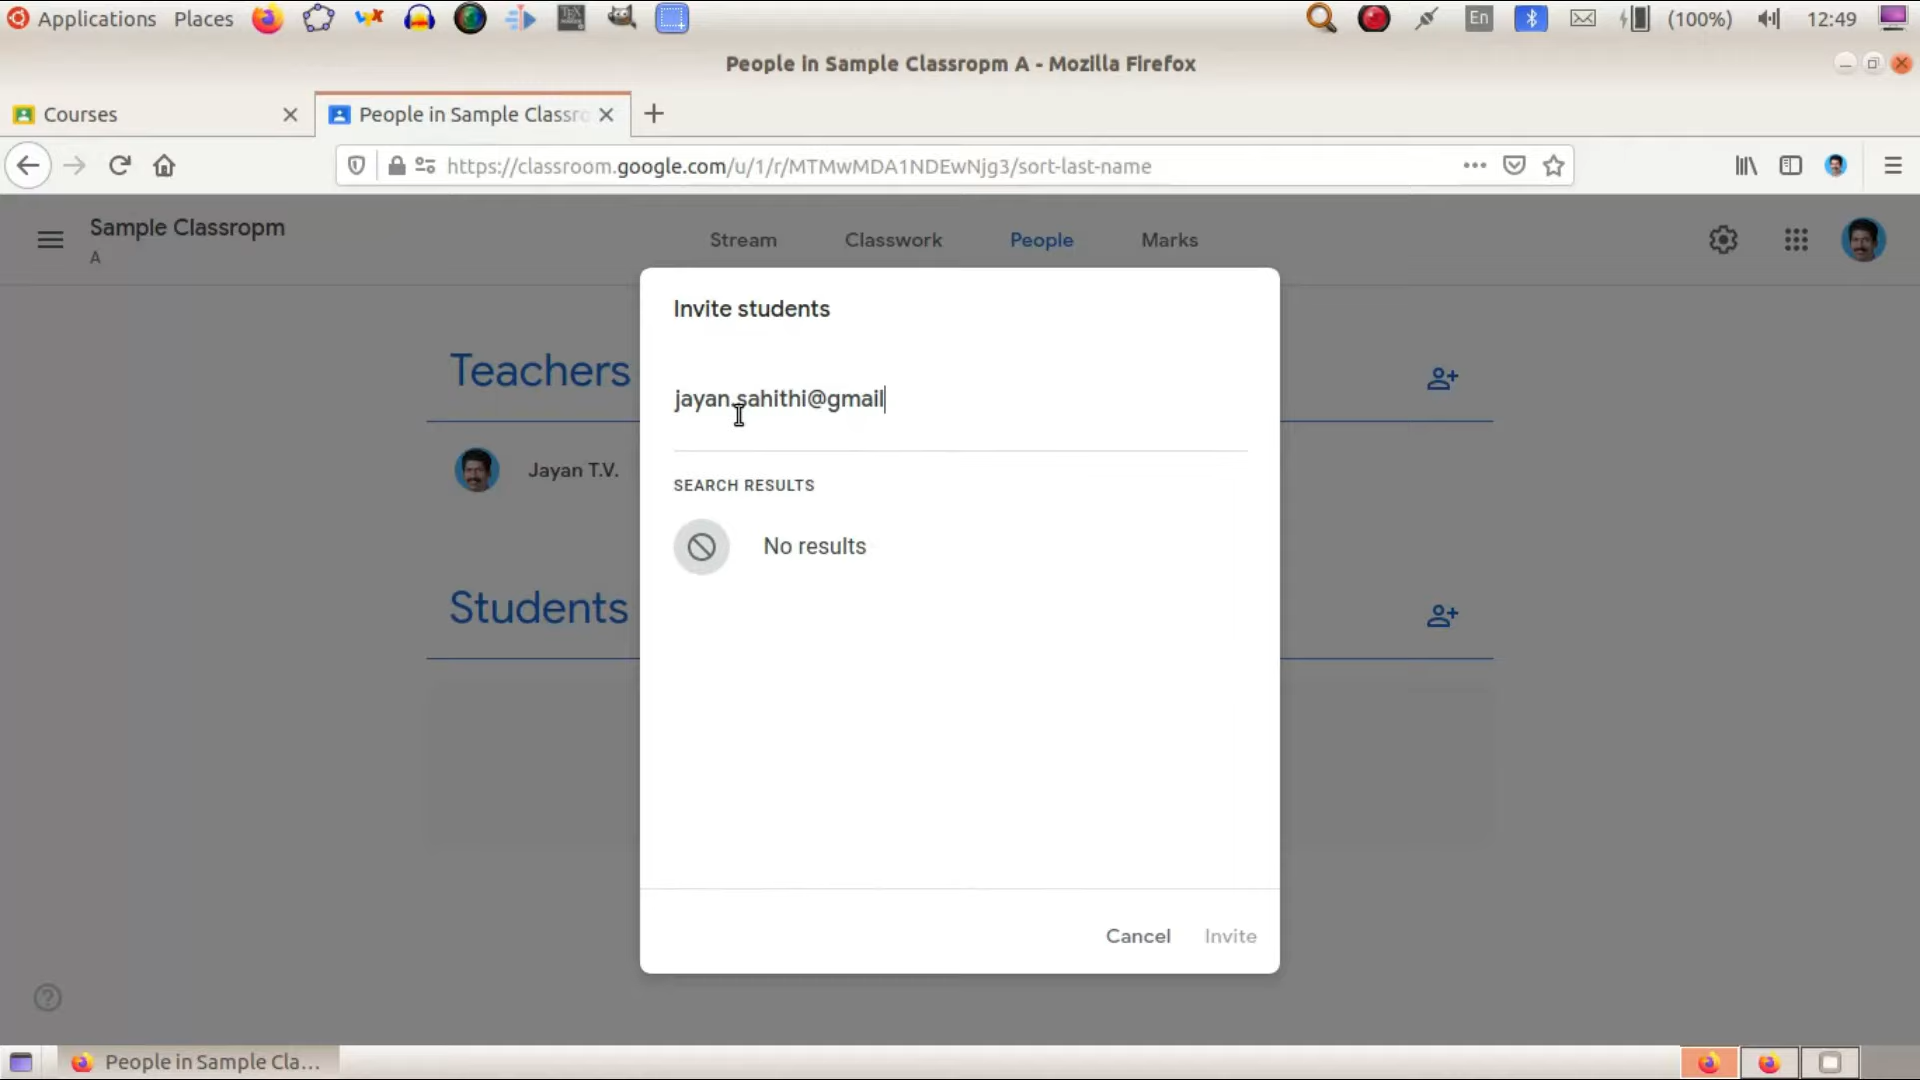 Applications Places En (100%) 12:49
People in Sample Classropm A - Mozilla Firefox
Courses People in Sample Classr
https://classroom.google.com/u/1/r/MTMwMDA1NDEwNjg3/sort-last-name
Sample Classropm
A
Stream Classwork People Marks
Invite students
Teachers
jayan.sahithi@gmail
Jayan T.V.
SEARCH RESULTS
No results
Students
Cancel Invite
People in Sample Cla...